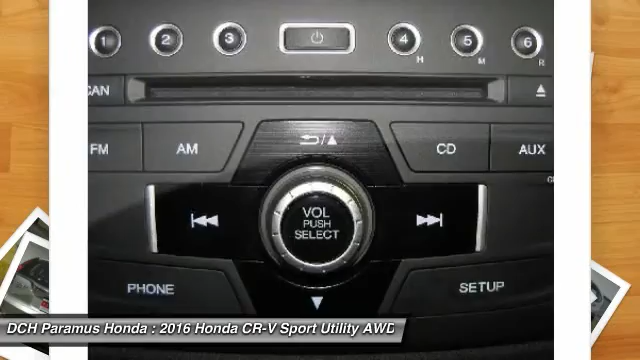 1 2 3 4 5 6
H M R
CAN
FM AM CD AUX
VOL
PUSH
SELECT
PHONE SETUP
DCH Paramus Honda : 2016 Honda CR-V Sport Utility AWD